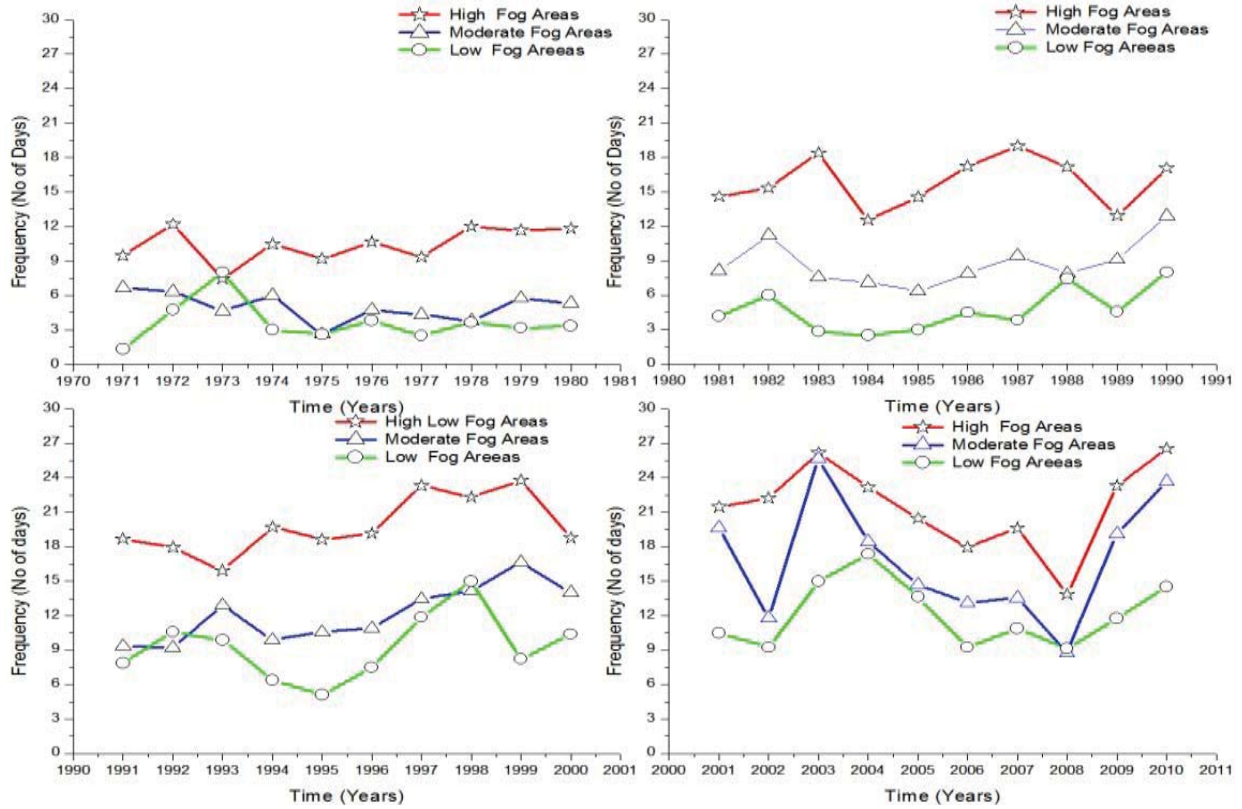 High Fog Areas
Moderate Fog Areas
Low Fog Areeas
Frequency (No of Days)
30
27
24
21
18
15
12
9
6
3
0
1970 1971 1972 1973 1974 1975 1976 1977 1978 1979 1980 1981
Time (Years)
High Fog Areas
Moderate Fog Areas
Low Fog Areeas
Frequency (No of Days)
30
27
24
21
18
15
12
9
6
3
0
1980 1981 1982 1983 1984 1985 1986 1987 1988 1989 1990 1991
Time (Years)
High Low Fog Areas
Moderate Fog Areas
Low Fog Areeas
Frequency (No of days)
30
27
24
21
18
15
12
9
6
3
0
1990 1991 1992 1993 1994 1995 1996 1997 1998 1999 2000 2001
Time (Years)
High Fog Areas
Moderate Fog Areas
Low Fog Areeas
Frequency (No of days)
30
27
24
21
18
15
12
9
6
3
0
2000 2001 2002 2003 2004 2005 2006 2007 2008 2009 2010 2011
Time (Years)